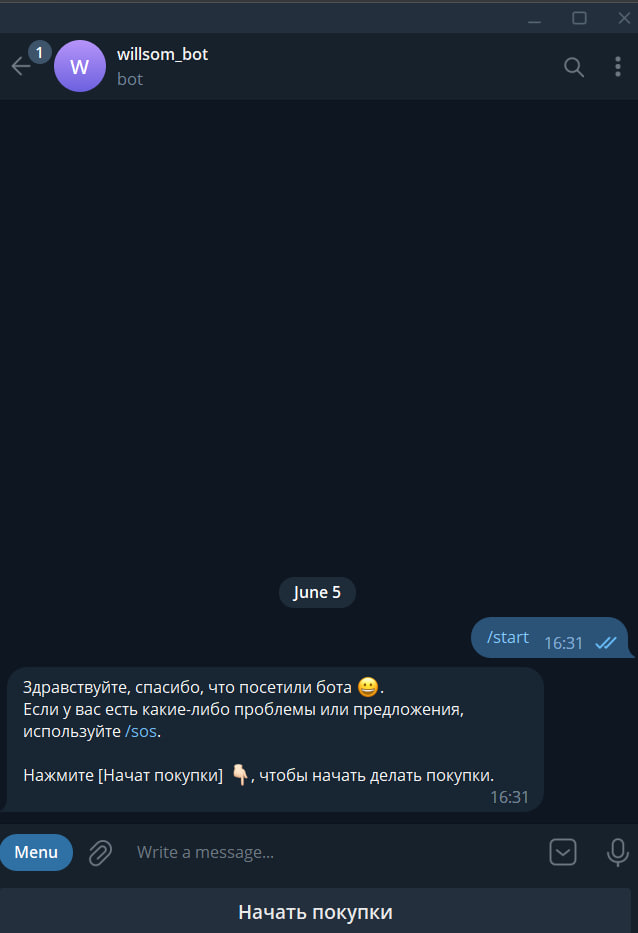 1
W
willsom_bot
bot
June 5
/start 16:31
Здравствуйте, спасибо, что посетили бота 😀.
Если у вас есть какие-либо проблемы или предложения,
используйте /sos.
Нажмите [Начат покупки] 👇🏻, чтобы начать делать покупки.
16:31
Menu
Write a message...
Начать покупки